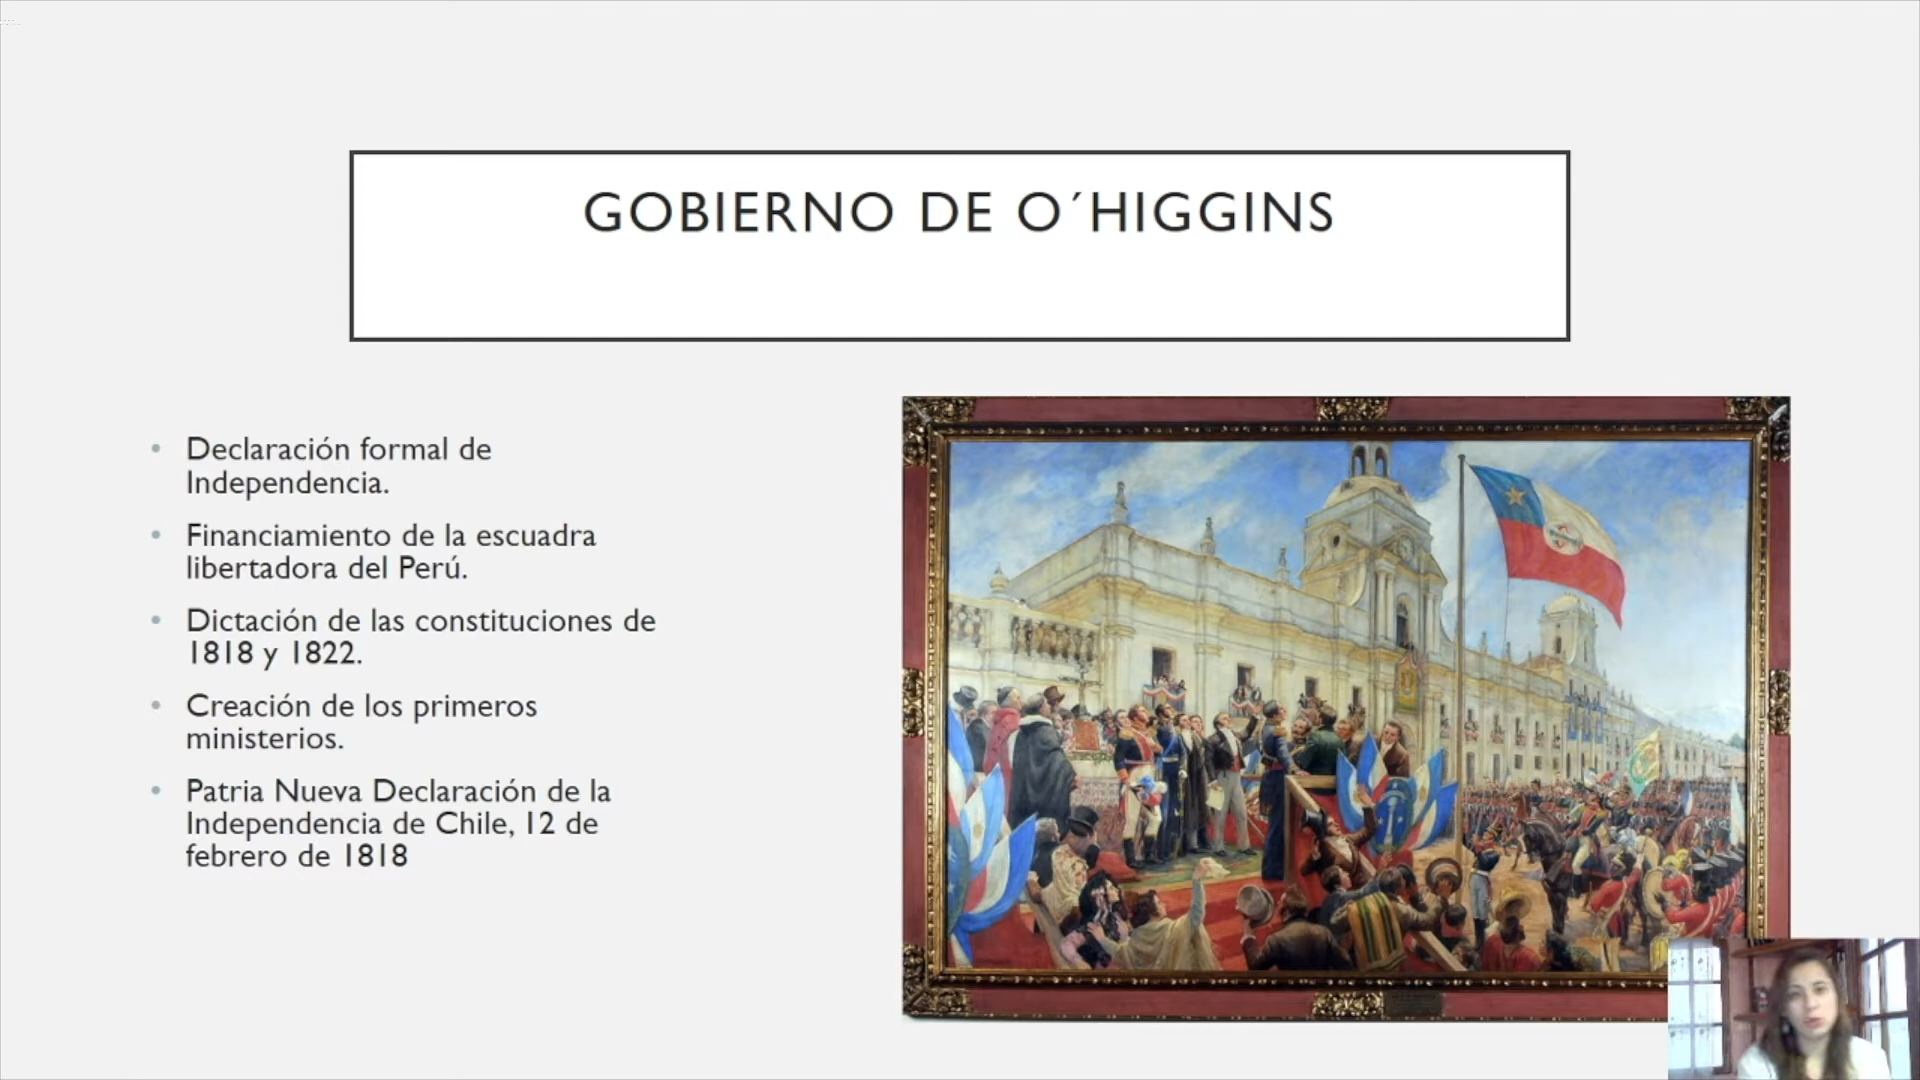 GOBIERNO DE O´HIGGINS
• Declaración formal de
Independencia.
• Financiamiento de la escuadra
libertadora del Perú.
• Dictación de las constituciones de
1818 y 1822.
• Creación de los primeros
ministerios.
• Patria Nueva Declaración de la
Independencia de Chile, 12 de
febrero de 1818